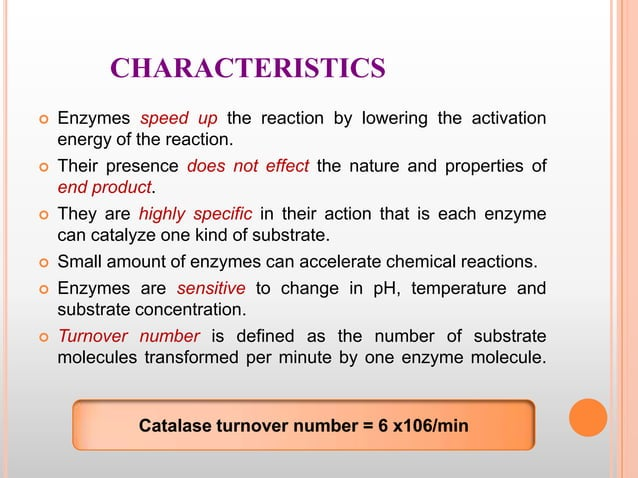 CHARACTERISTICS
Enzymes speed up the reaction by lowering the activation
energy of the reaction.
Their presence does not effect the nature and properties of
end product.
They are highly specific in their action that is each enzyme
can catalyze one kind of substrate.
Small amount of enzymes can accelerate chemical reactions.
Enzymes are sensitive to change in pH, temperature and
substrate concentration.
Turnover number is defined as the number of substrate
molecules transformed per minute by one enzyme molecule.
Catalase turnover number = 6 x106/min